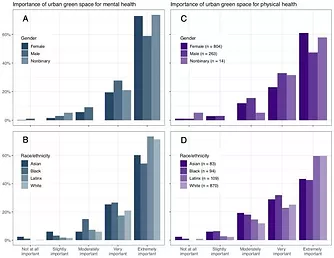 Importance of urban green space for mental health
Importance of urban green space for physical health
A
Gender
Female
Male
Nonbinary
C
Gender
Female (n = 804)
Male (n = 263)
Nonbinary (n = 14)
B
Race/ethnicity
Asian
Black
Latinx
White
D
Race/ethnicity
Asian (n = 83)
Black (n = 94)
Latinx (n = 109)
White (n = 879)
Not at all
important
Slightly
important
Moderately
important
Very
important
Extremely
important
Not at all
important
Slightly
important
Moderately
important
Very
important
Extremely
important